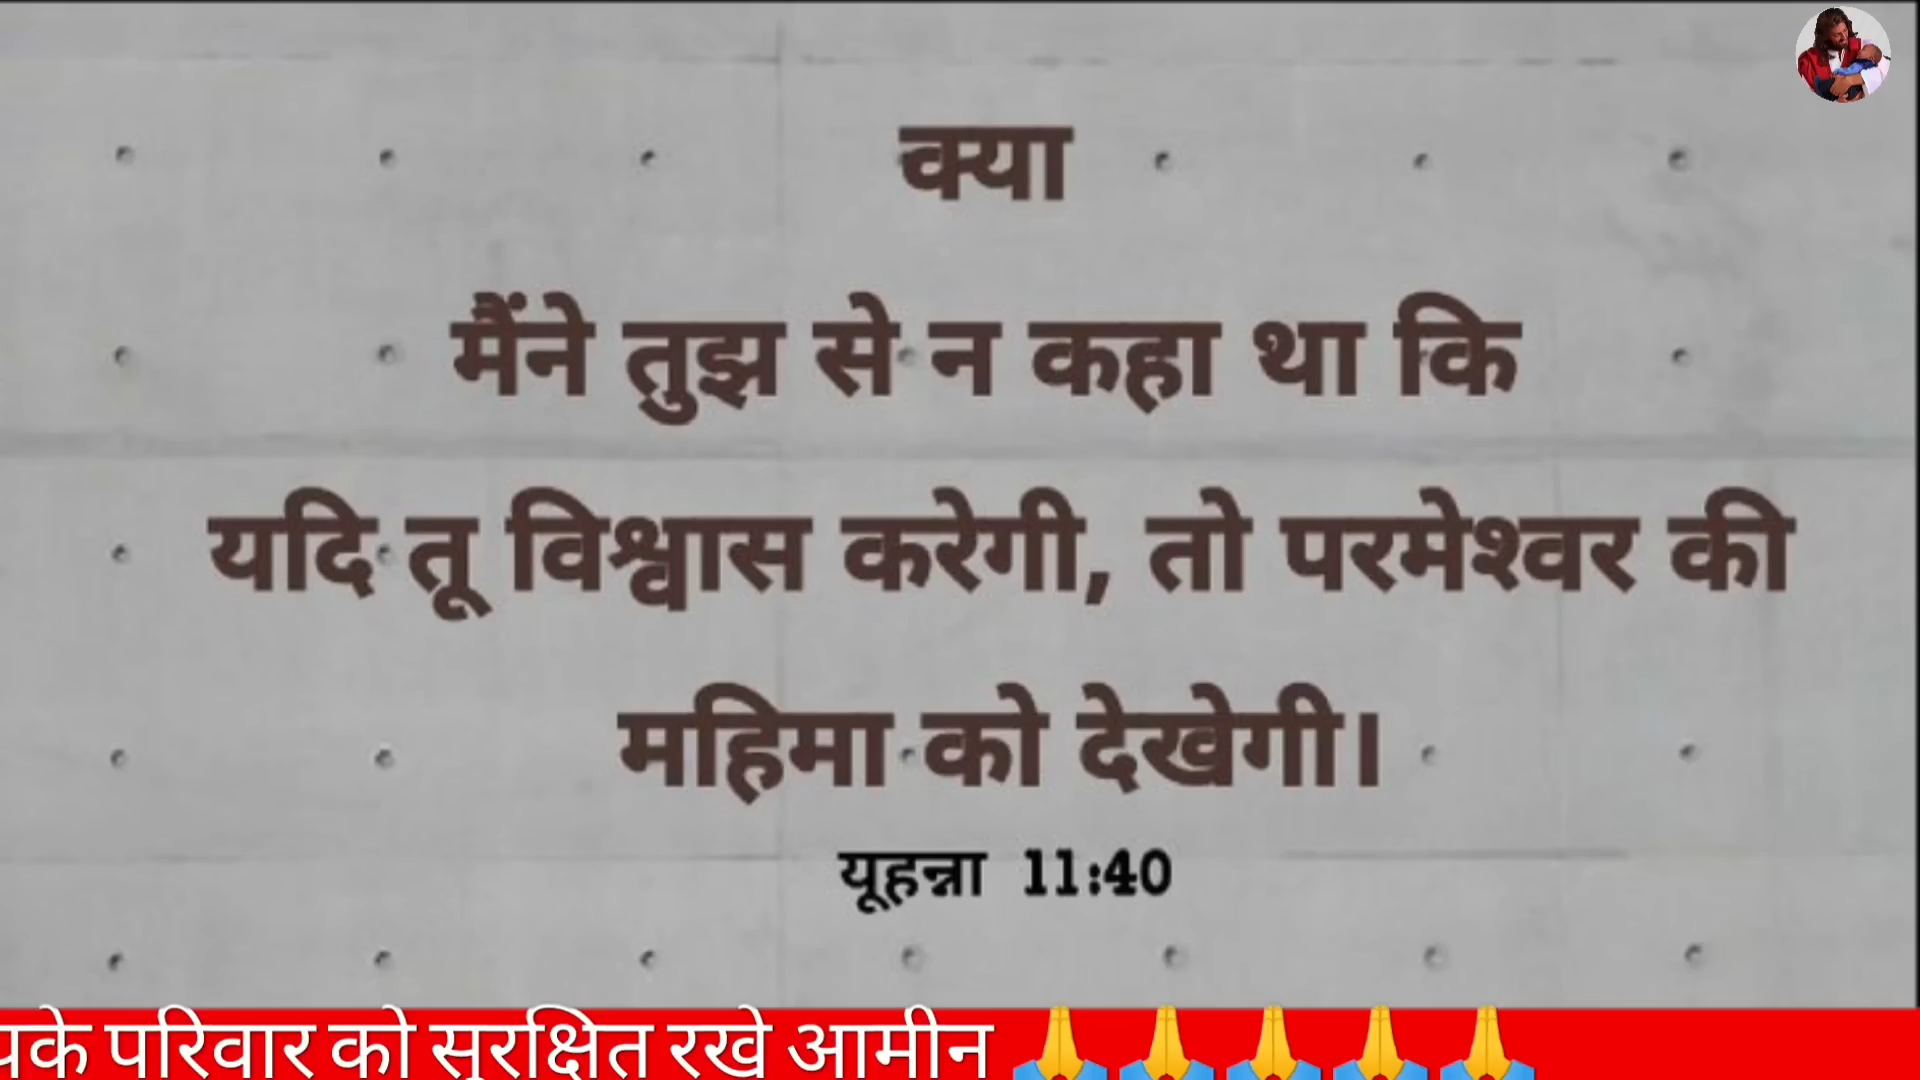 क्या
मैंने तुझ से न कहा था कि
यदि तू विश्वास करेगी, तो परमेश्वर की
महिमा को देखेगी।
यूहन्ना 11:40
परिवार को सुरक्षित रखे आमीन 🙏🙏🙏🙏🙏